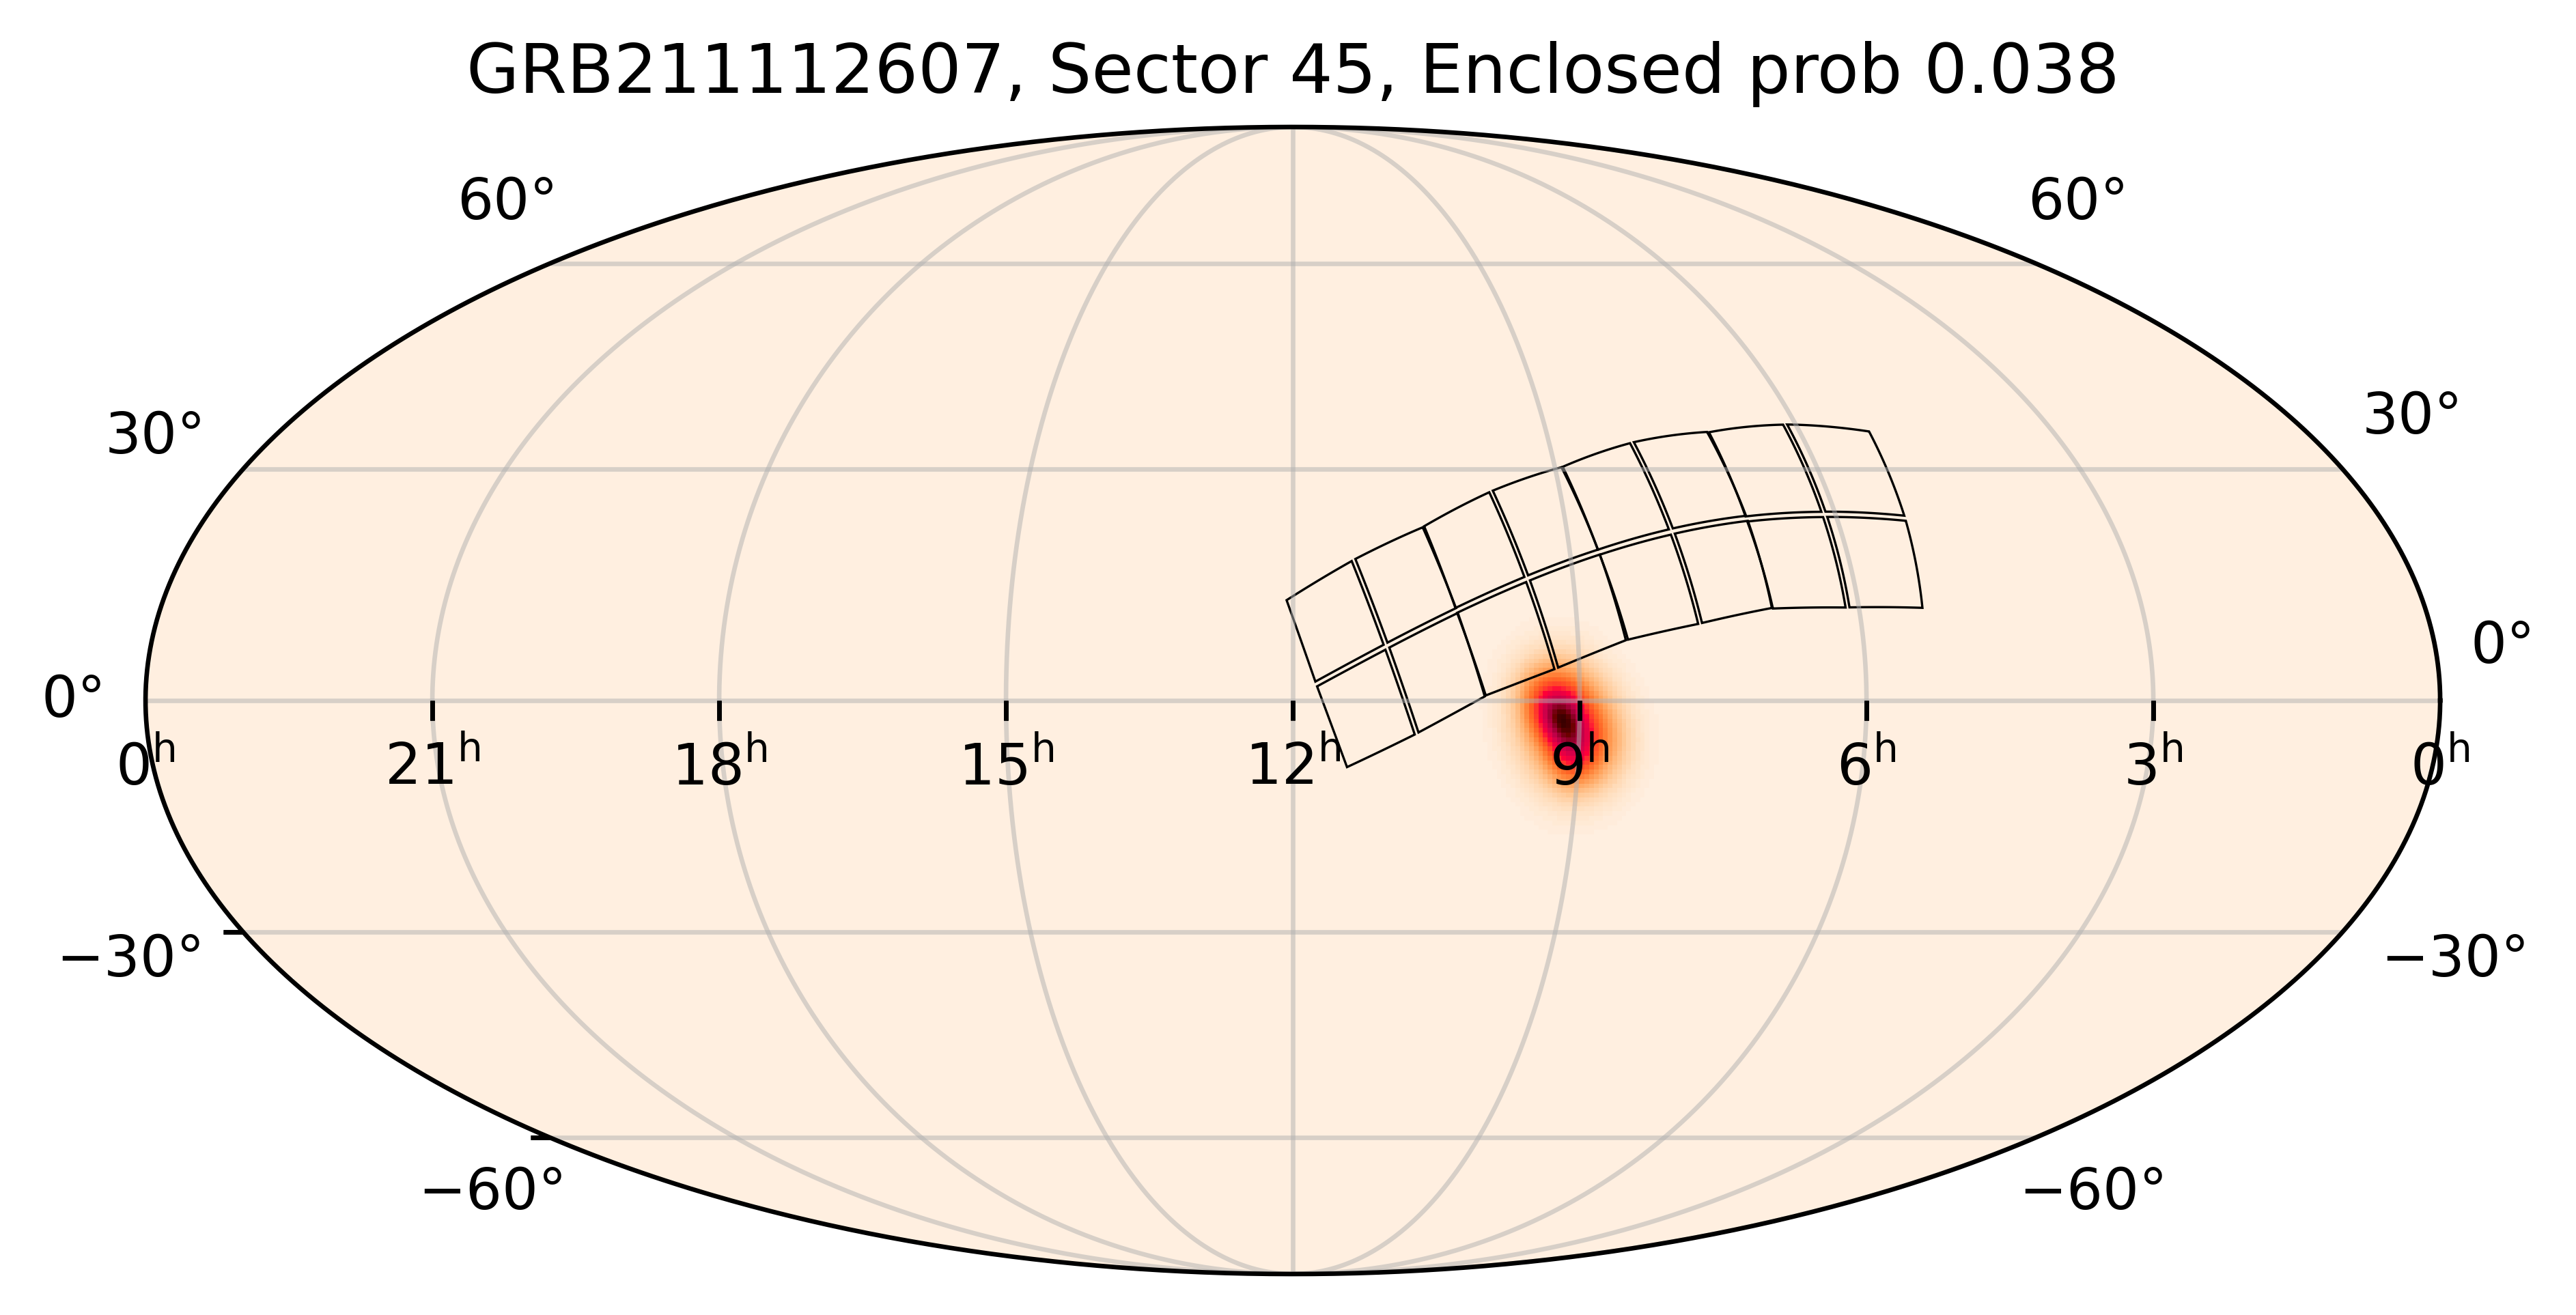 GRB211112607, Sector 45, Enclosed prob 0.038
60° 60°
30° 30°
0° 0°
0ʰ 21ʰ 18ʰ 15ʰ 12ʰ 9ʰ 6ʰ 3ʰ 0ʰ
−30° −30°
−60° −60°